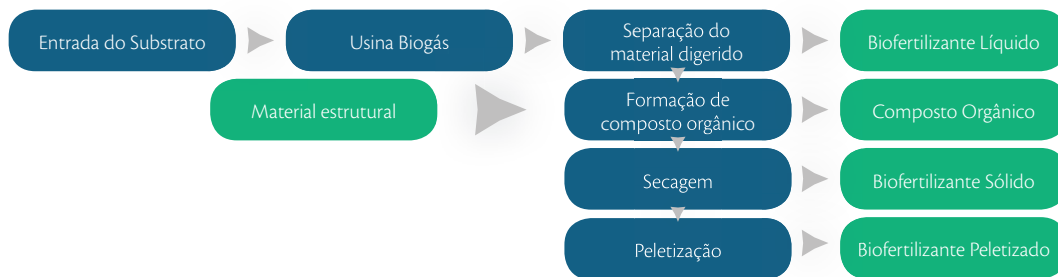 Entrada do Substrato
Usina Biogás
Separação do
material digerido
Biofertilizante Líquido
Material estrutural
Formação de
composto orgânico
Composto Orgânico
Secagem
Biofertilizante Sólido
Peletização
Biofertilizante Peletizado